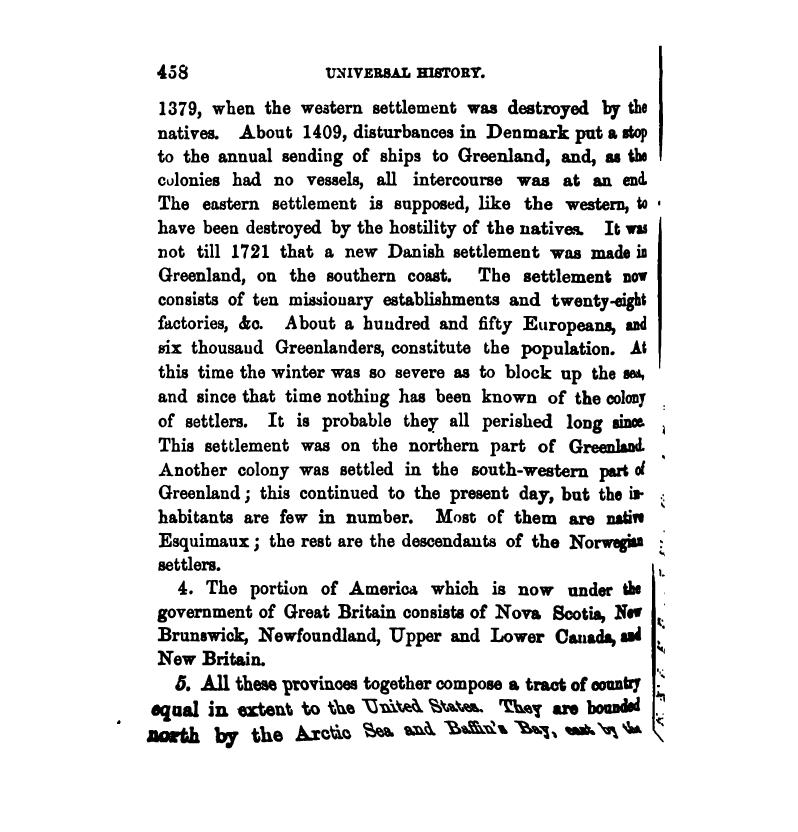 458 UNIVERSAL HISTORY.
1379, when the western settlement was destroyed by the
natives. About 1409, disturbances in Denmark put a stop
to the annual sending of ships to Greenland, and, as the
colonies had no vessels, all intercourse was at an end.
The eastern settlement is supposed, like the western, to
have been destroyed by the hostility of the natives. It was
not till 1721 that a new Danish settlement was made in
Greenland, on the southern coast. The settlement now
consists of ten missionary establishments and twenty-eight
factories, &c. About a hundred and fifty Europeans, and
six thousand Greenlanders, constitute the population. At
this time the winter was so severe as to block up the sea,
and since that time nothing has been known of the colony
of settlers. It is probable they all perished long since.
This settlement was on the northern part of Greenland.
Another colony was settled in the south-western part of
Greenland; this continued to the present day, but the in-
habitants are few in number. Most of them are native
Esquimaux; the rest are the descendants of the Norwegian
settlers.
4. The portion of America which is now under the
government of Great Britain consists of Nova Scotia, New
Brunswick, Newfoundland, Upper and Lower Canada, and
New Britain.
5. All these provinces together compose a tract of country
equal in extent to the United States. They are bounded
north by the Arctic Sea and Baffin's Bay, east by the